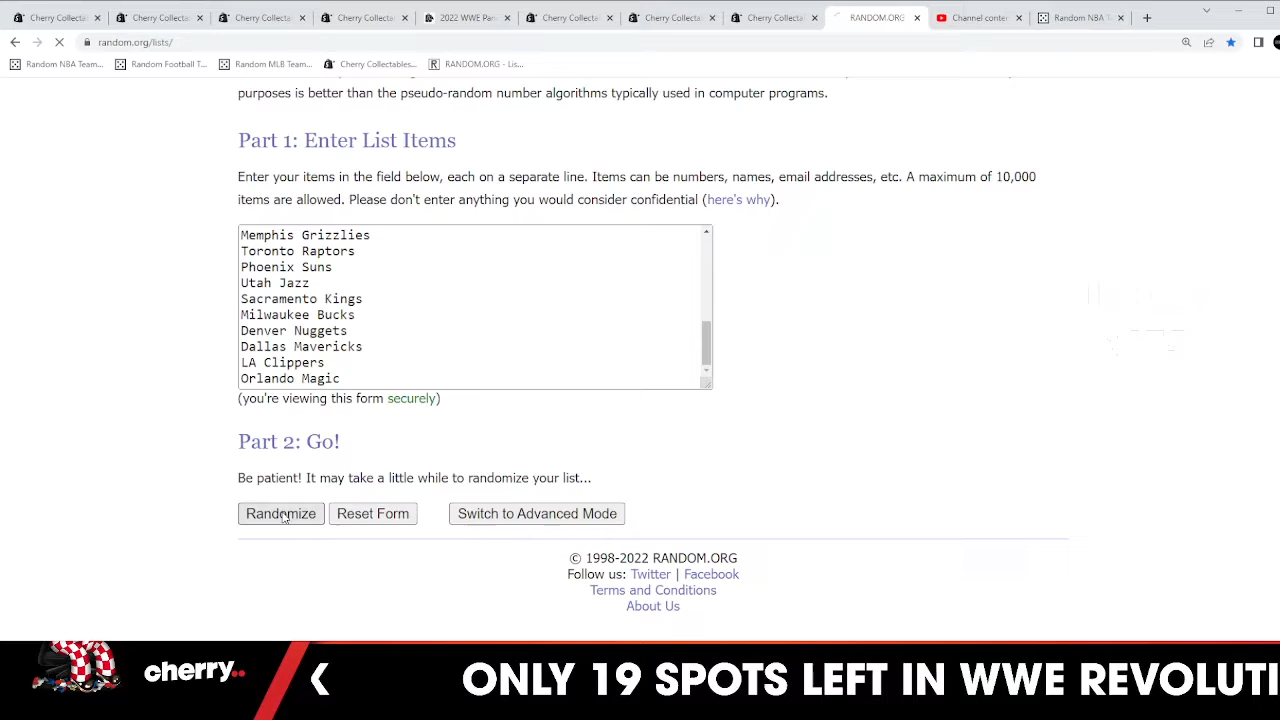 Cherry Collecta
Cherry Collecta
Cherry Collecta
Cherry Collecta
2022 WWE Pan
Cherry Collecta
Cherry Collecta
Cherry Collecta
RANDOM.ORG
Channel conten
Random NBA T
random.org/lists/
Random NBA Team...
Random Football T...
Random MLB Team...
Cherry Collectables...
RANDOM.ORG - Lis...
purposes is better than the pseudo-random number algorithms typically used in computer programs.
Part 1: Enter List Items
Enter your items in the field below, each on a separate line. Items can be numbers, names, email addresses, etc. A maximum of 10,000
items are allowed. Please don't enter anything you would consider confidential (here's why).
Memphis Grizzlies
Toronto Raptors
Phoenix Suns
Utah Jazz
Sacramento Kings
Milwaukee Bucks
Denver Nuggets
Dallas Mavericks
LA Clippers
Orlando Magic
(you're viewing this form securely)
Part 2: Go!
Be patient! It may take a little while to randomize your list...
Randomize
Reset Form
Switch to Advanced Mode
© 1998-2022 RANDOM.ORG
Follow us: Twitter | Facebook
Terms and Conditions
About Us
cherry..
ONLY 19 SPOTS LEFT IN WWE REVOLUTI